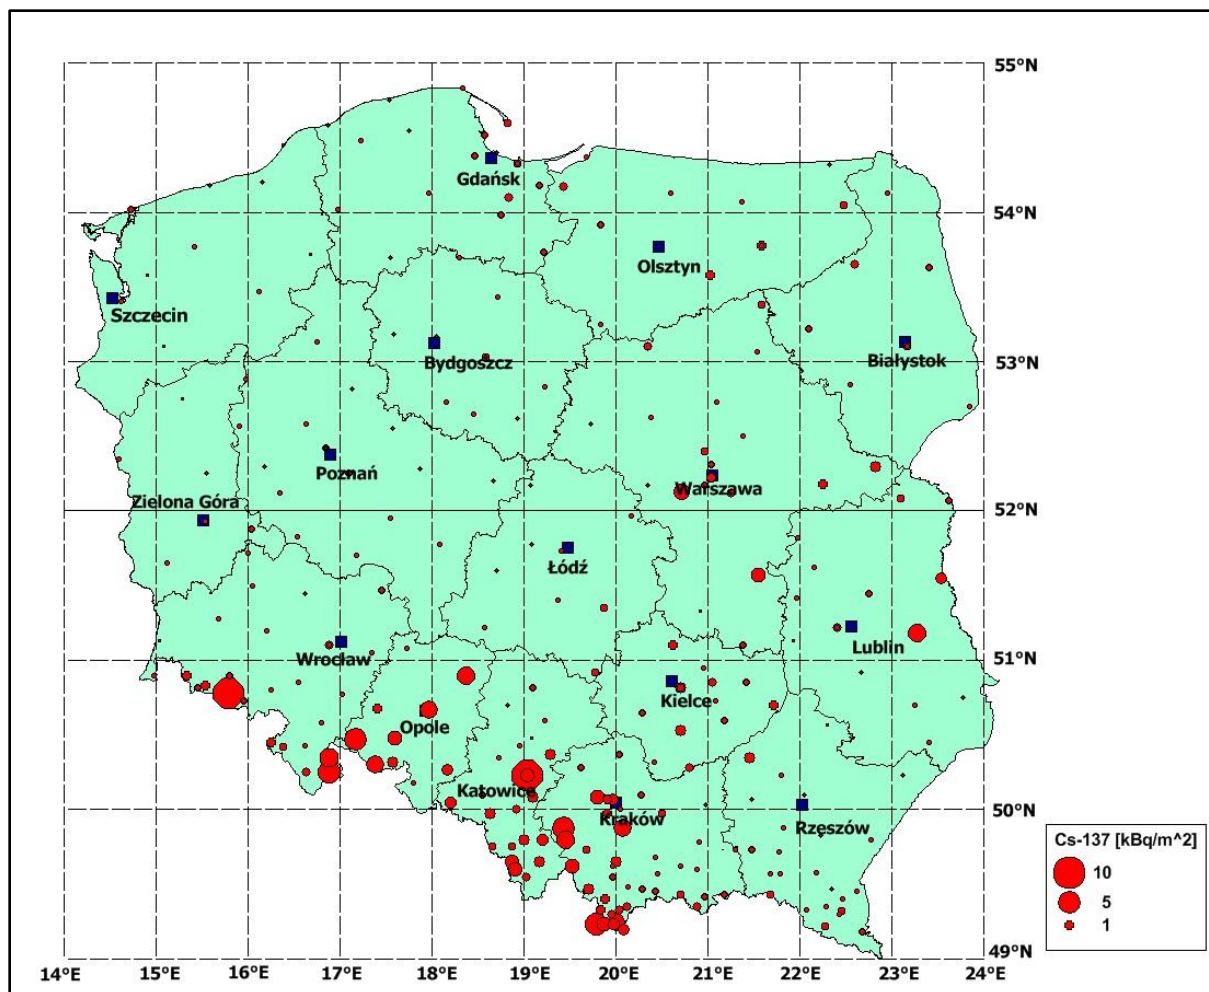 55°N
Gdańsk
54°N
Olsztyn
Szczecin
Bydgoszcz
Białystok
53°N
Poznań
Warszawa
Zielona Góra
52°N
Łódź
Wrocław
Lublin
51°N
Kielce
Opole
Katowice
50°N
Kraków
Rzęszów
Cs-137 [kBq/m^2]
10
5
1
49°N
14°E 15°E 16°E 17°E 18°E 19°E 20°E 21°E 22°E 23°E 24°E